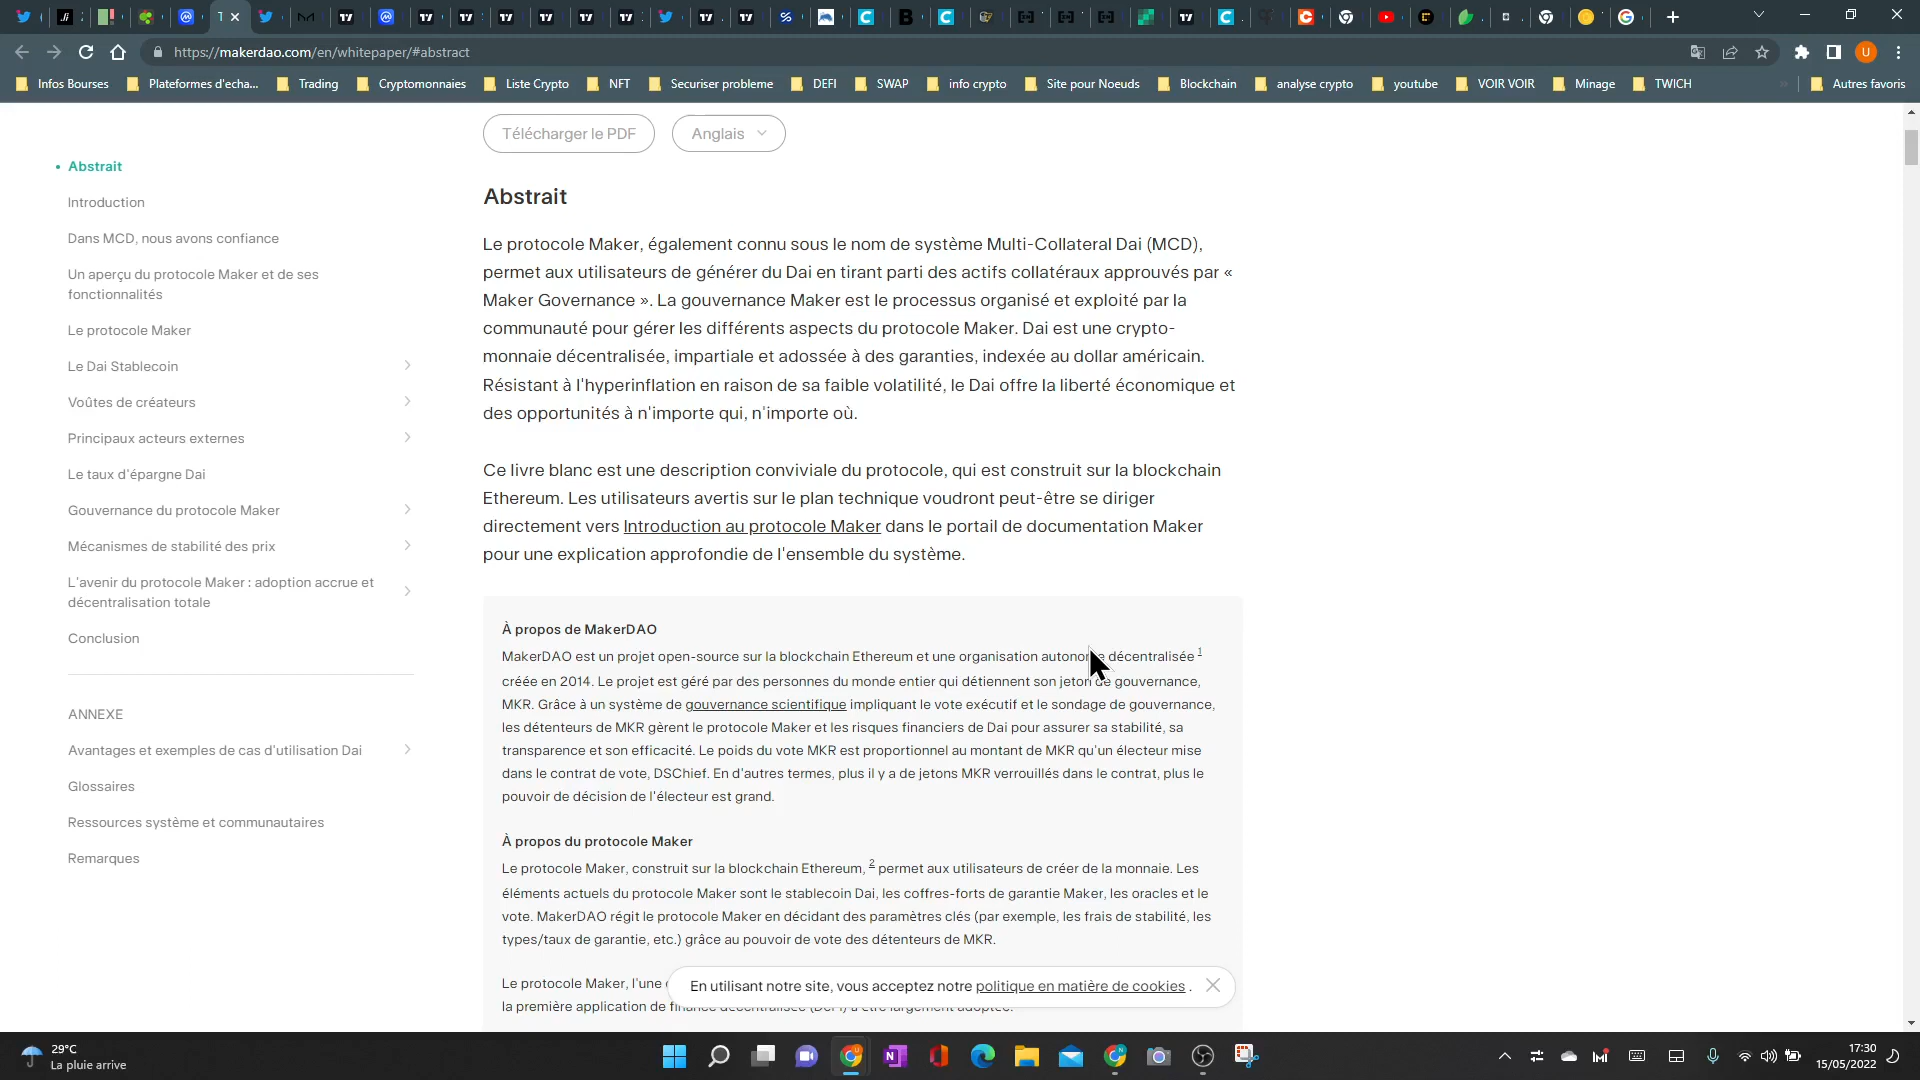 https://makerdao.com/en/whitepaper/#abstract
Infos Bourses
Plateformes d'echa...
Trading
Cryptomonnaies
Liste Crypto
NFT
Securiser probleme
DEFI
SWAP
info crypto
Site pour Noeuds
Blockchain
analyse crypto
youtube
VOIR VOIR
Minage
TWICH
»
Autres favoris
Télécharger le PDF
Anglais
• Abstrait
Introduction
Dans MCD, nous avons confiance
Un aperçu du protocole Maker et de ses
fonctionnalités
Le protocole Maker
Le Dai Stablecoin
Voûtes de créateurs
Principaux acteurs externes
Le taux d'épargne Dai
Gouvernance du protocole Maker
Mécanismes de stabilité des prix
L'avenir du protocole Maker : adoption accrue et
décentralisation totale
Conclusion
ANNEXE
Avantages et exemples de cas d'utilisation Dai
Glossaires
Ressources système et communautaires
Remarques
Abstrait
Le protocole Maker, également connu sous le nom de système Multi-Collateral Dai (MCD),
permet aux utilisateurs de générer du Dai en tirant parti des actifs collatéraux approuvés par «
Maker Governance ». La gouvernance Maker est le processus organisé et exploité par la
communauté pour gérer les différents aspects du protocole Maker. Dai est une crypto-
monnaie décentralisée, impartiale et adossée à des garanties, indexée au dollar américain.
Résistant à l'hyperinflation en raison de sa faible volatilité, le Dai offre la liberté économique et
des opportunités à n'importe qui, n'importe où.
Ce livre blanc est une description conviviale du protocole, qui est construit sur la blockchain
Ethereum. Les utilisateurs avertis sur le plan technique voudront peut-être se diriger
directement vers Introduction au protocole Maker dans le portail de documentation Maker
pour une explication approfondie de l'ensemble du système.
À propos de MakerDAO
MakerDAO est un projet open-source sur la blockchain Ethereum et une organisation autonome décentralisée 1
créée en 2014. Le projet est géré par des personnes du monde entier qui détiennent son jeton de gouvernance,
MKR. Grâce à un système de gouvernance scientifique impliquant le vote exécutif et le sondage de gouvernance,
les détenteurs de MKR gèrent le protocole Maker et les risques financiers de Dai pour assurer sa stabilité, sa
transparence et son efficacité. Le poids du vote MKR est proportionnel au montant de MKR qu'un électeur mise
dans le contrat de vote, DSChief. En d'autres termes, plus il y a de jetons MKR verrouillés dans le contrat, plus le
pouvoir de décision de l'électeur est grand.
À propos du protocole Maker
Le protocole Maker, construit sur la blockchain Ethereum, 2 permet aux utilisateurs de créer de la monnaie. Les
éléments actuels du protocole Maker sont le stablecoin Dai, les coffres-forts de garantie Maker, les oracles et le
vote. MakerDAO régit le protocole Maker en décidant des paramètres clés (par exemple, les frais de stabilité, les
types/taux de garantie, etc.) grâce au pouvoir de vote des détenteurs de MKR.
Le protocole Maker, l'une
la première application de finance décentralisée (DeFi) à être largement adoptée.
En utilisant notre site, vous acceptez notre politique en matière de cookies .
29°C
La pluie arrive
17:30
15/05/2022